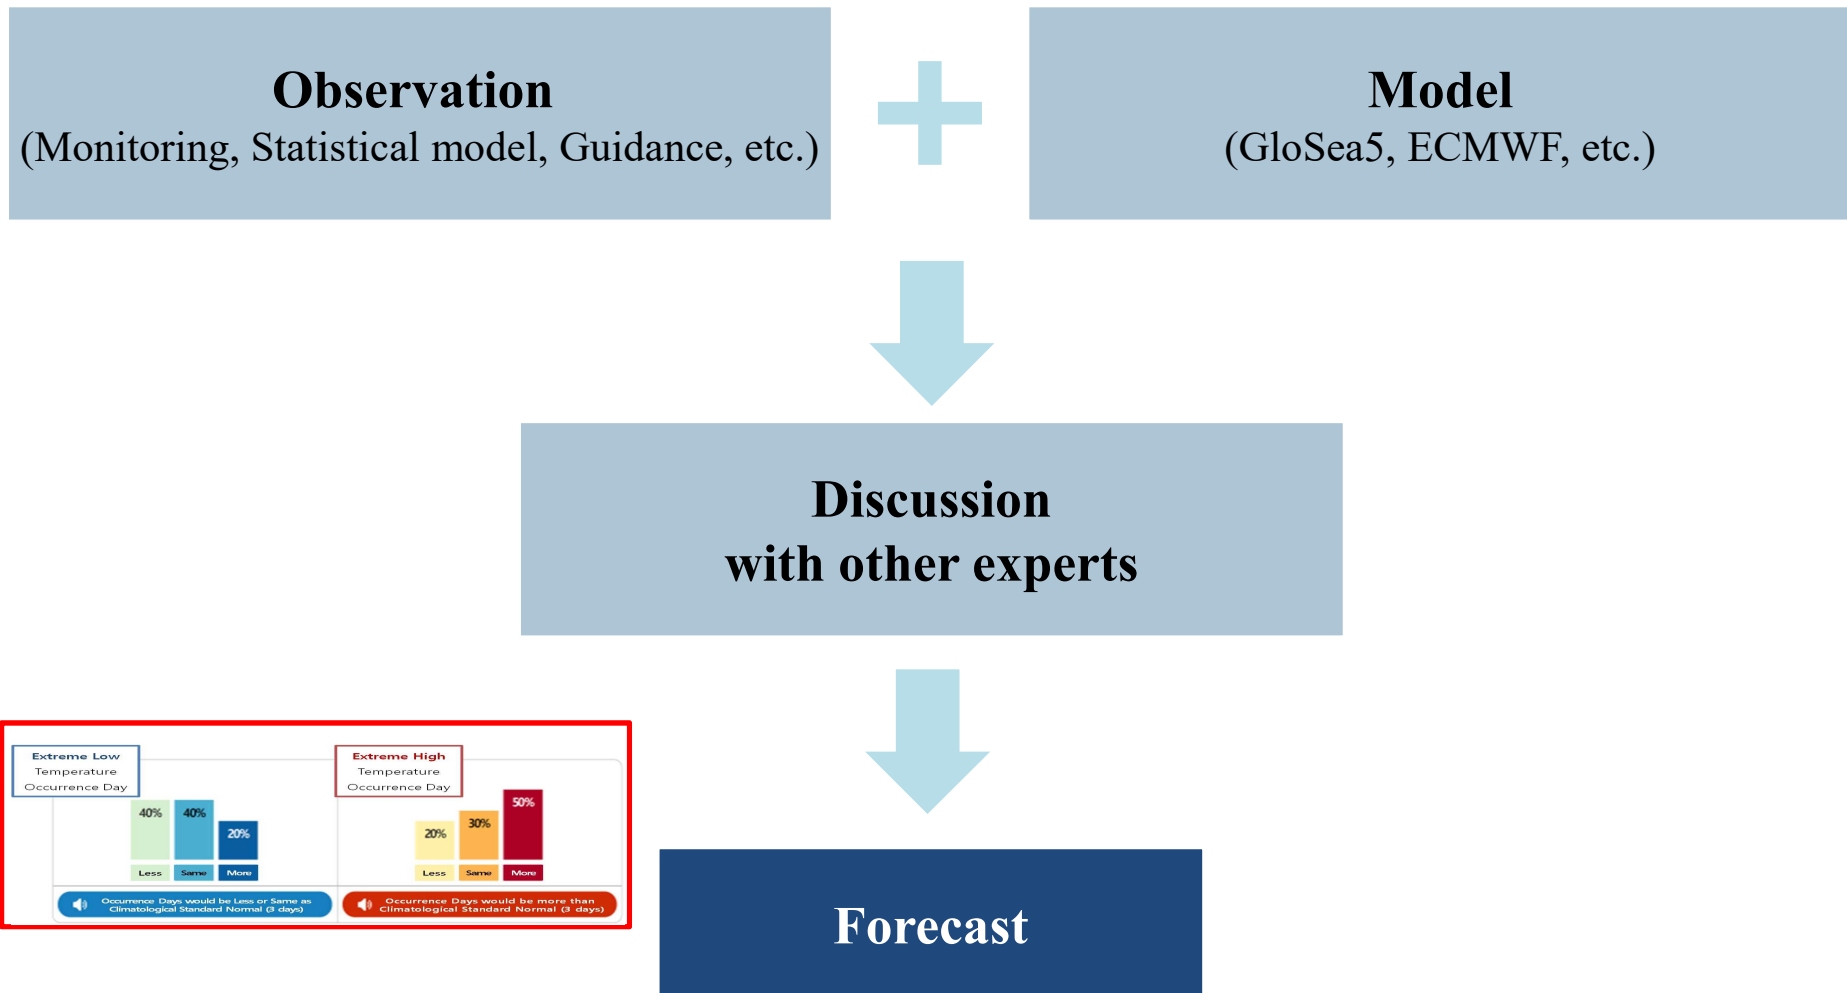 Observation
(Monitoring, Statistical model, Guidance, etc.)
Model
(GloSea5, ECMWF, etc.)
Discussion
with other experts
Extreme Low
Temperature
Occurrence Day
40%
40%
20%
Less
Same
More
Occurrence Days would be Less or Same as
Climatological Standard Normal (3 days)
Extreme High
Temperature
Occurrence Day
20%
30%
50%
Less
Same
More
Occurrence Days would be more than
Climatological Standard Normal (3 days)
Forecast